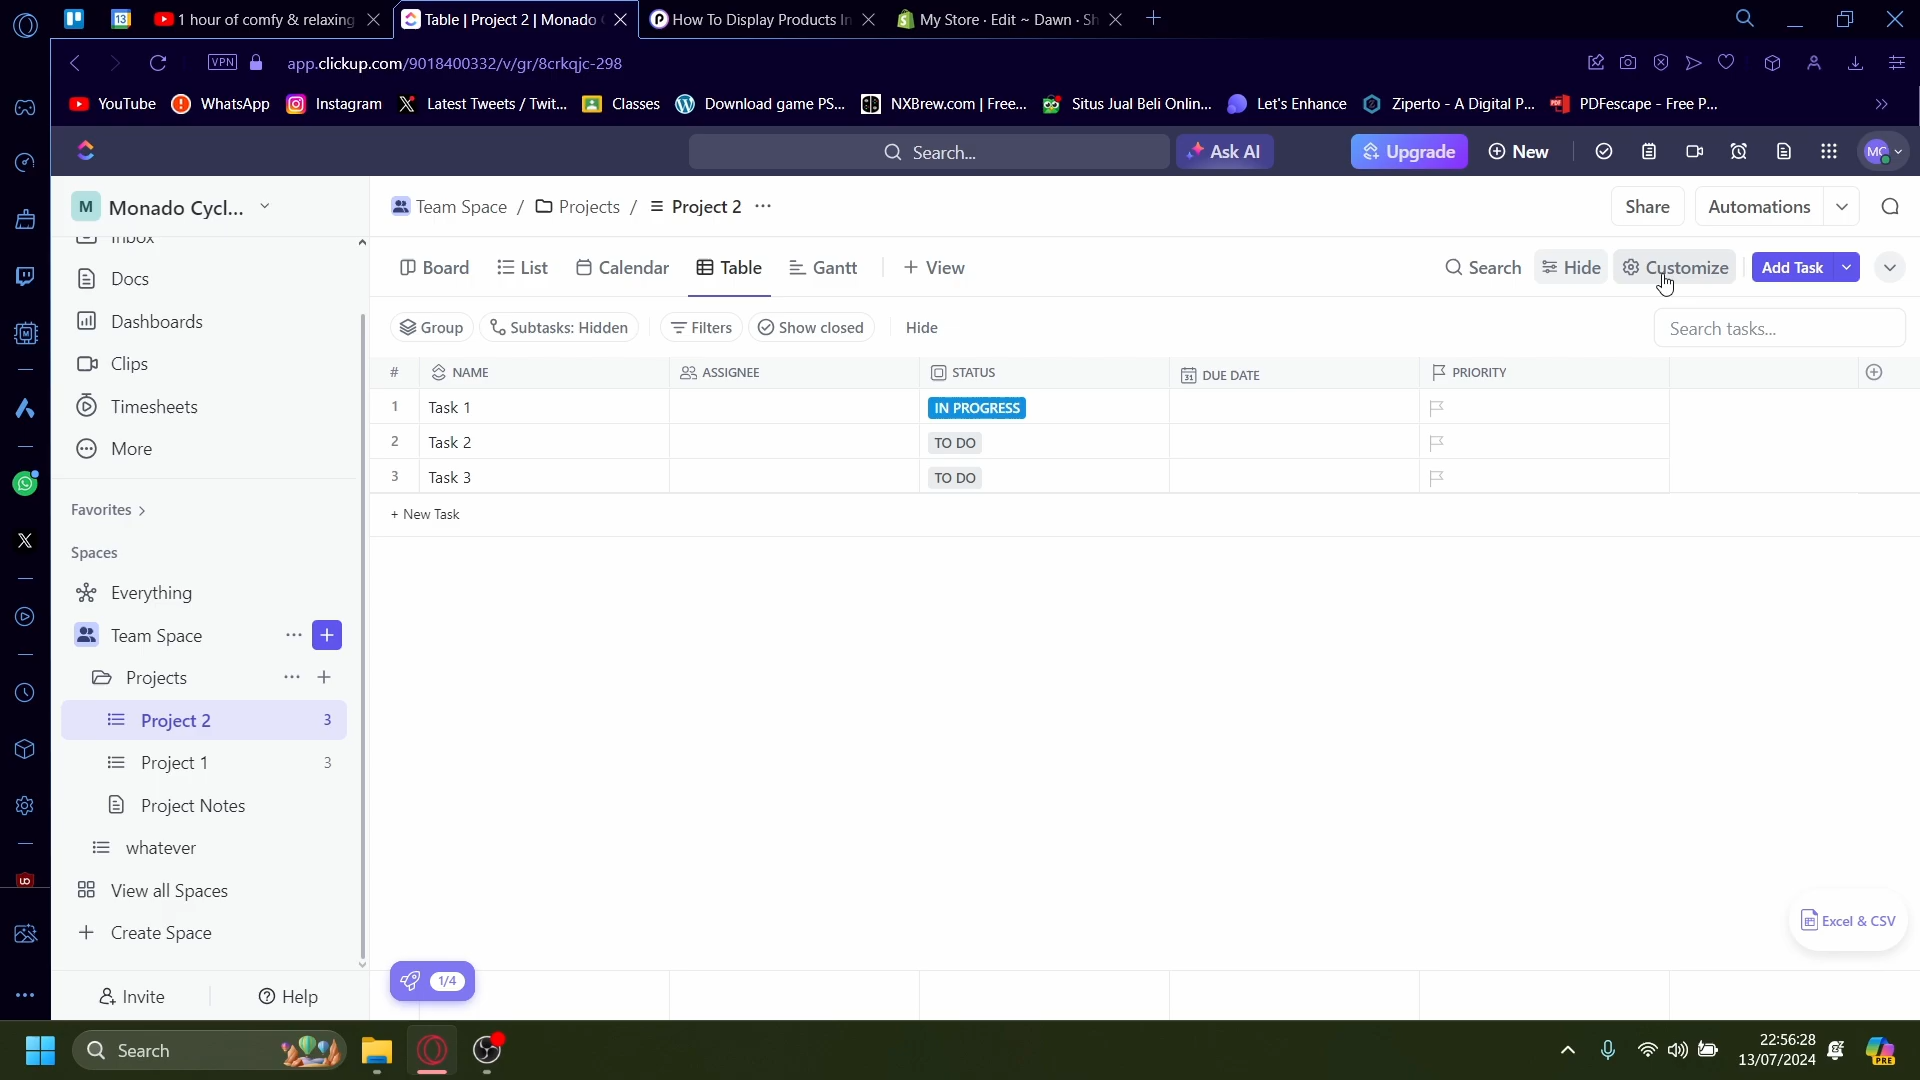 1 hour of comfy & relaxing
Table | Project 2 | Monado
How To Display Products In
My Store · Edit ~ Dawn · Sh
VPN
app.clickup.com/9018400332/v/gr/8crkqjc-298
YouTube
WhatsApp
Instagram
Latest Tweets / Twit...
Classes
Download game PS...
NXBrew.com | Free...
Situs Jual Beli Onlin...
Let's Enhance
Ziperto - A Digital P...
PDFescape - Free P...
Search...
Ask AI
Upgrade
New
MC
M Monado Cycl...
Team Space / Projects / Project 2 ...
Share
Automations
Inbox
Docs
Dashboards
Clips
Timesheets
More
Favorites
Spaces
Everything
Team Space
Projects
Project 2 3
Project 1 3
Project Notes
whatever
View all Spaces
+ Create Space
Invite
Help
Board
List
Calendar
Table
Gantt
+ View
Search
Hide
Customize
Add Task
Group
Subtasks: Hidden
Filters
Show closed
Hide
Search tasks...
# NAME ASSIGNEE STATUS DUE DATE PRIORITY
1 Task 1 IN PROGRESS
2 Task 2 TO DO
3 Task 3 TO DO
+ New Task
Excel & CSV
1/4
Search
22:56:28
13/07/2024
PRE